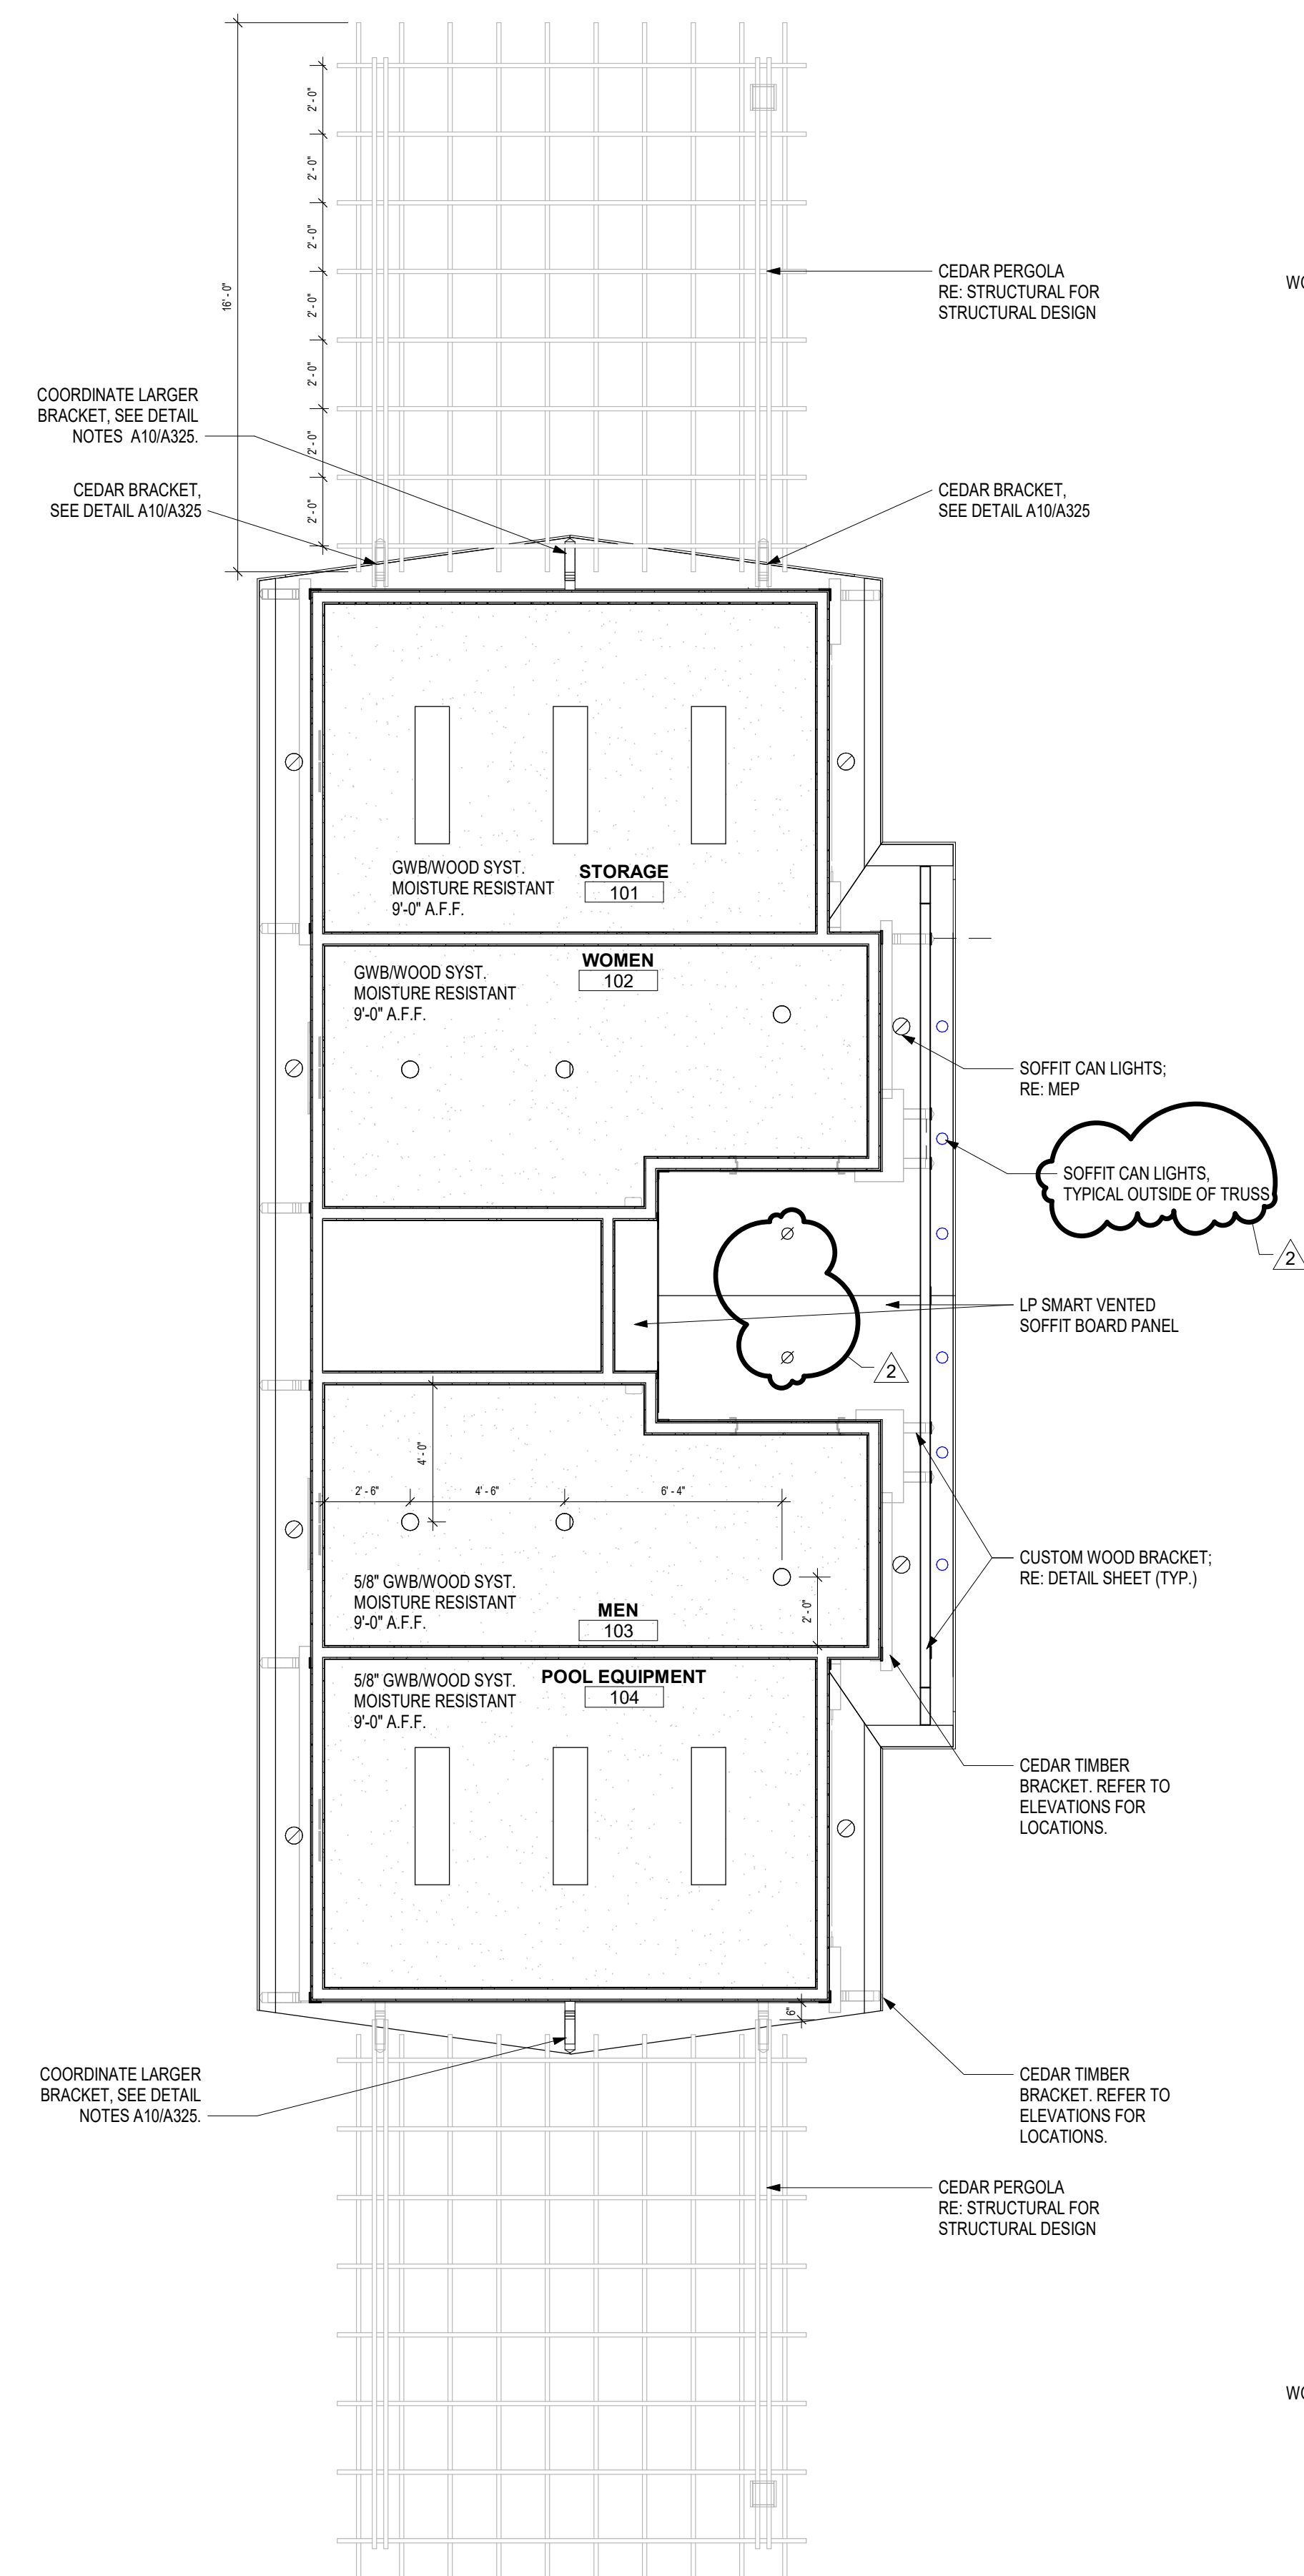 2' - 0"
2' - 0"
2' - 0"
2' - 0"
2' - 0"
2' - 0"
2' - 0"
16' - 0"
CEDAR PERGOLA
RE: STRUCTURAL FOR
STRUCTURAL DESIGN
COORDINATE LARGER
BRACKET, SEE DETAIL
NOTES A10/A325.
CEDAR BRACKET,
SEE DETAIL A10/A325
CEDAR BRACKET,
SEE DETAIL A10/A325
GWB/WOOD SYST.
MOISTURE RESISTANT
9'-0" A.F.F.
STORAGE
101
WOMEN
102
GWB/WOOD SYST.
MOISTURE RESISTANT
9'-0" A.F.F.
SOFFIT CAN LIGHTS;
RE: MEP
SOFFIT CAN LIGHTS,
TYPICAL OUTSIDE OF TRUSS
2
LP SMART VENTED
SOFFIT BOARD PANEL
2
4' - 0"
2' - 6"
4' - 6"
6' - 4"
2' - 0"
5/8" GWB/WOOD SYST.
MOISTURE RESISTANT
9'-0" A.F.F.
MEN
103
CUSTOM WOOD BRACKET;
RE: DETAIL SHEET (TYP.)
5/8" GWB/WOOD SYST.
MOISTURE RESISTANT
9'-0" A.F.F.
POOL EQUIPMENT
104
CEDAR TIMBER
BRACKET. REFER TO
ELEVATIONS FOR
LOCATIONS.
6"
COORDINATE LARGER
BRACKET, SEE DETAIL
NOTES A10/A325.
CEDAR TIMBER
BRACKET. REFER TO
ELEVATIONS FOR
LOCATIONS.
CEDAR PERGOLA
RE: STRUCTURAL FOR
STRUCTURAL DESIGN